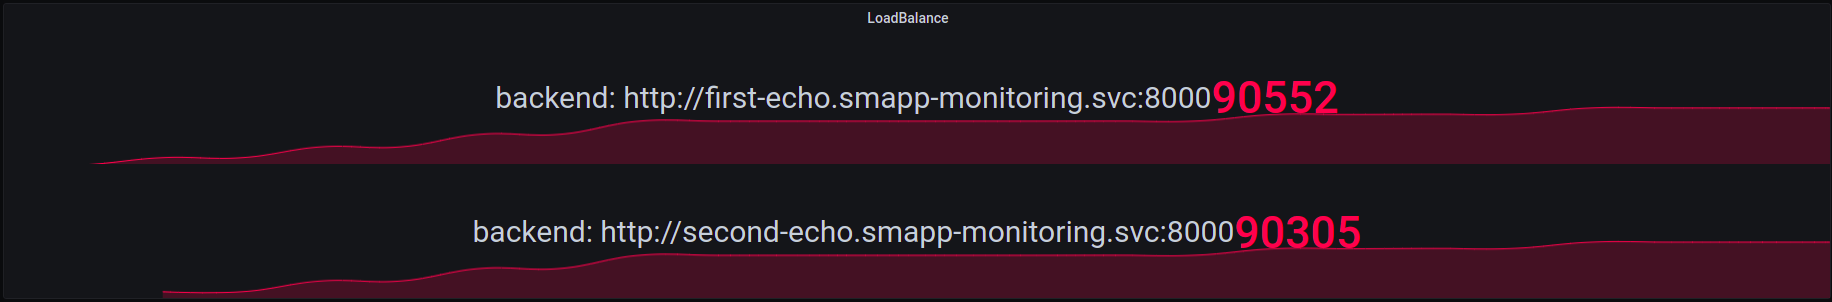 LoadBalance
backend: http://first-echo.smapp-monitoring.svc:8000 90552
backend: http://second-echo.smapp-monitoring.svc:8000 90305